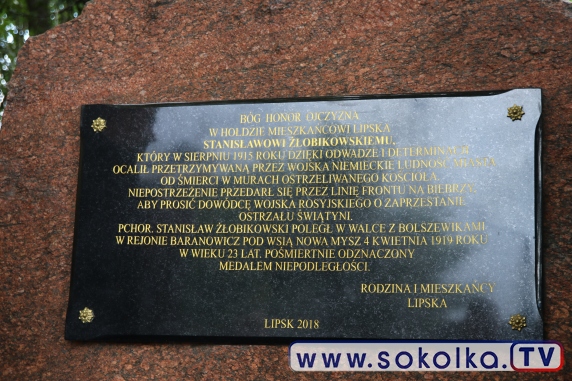 BÓG HONOR OJCZYZNA
W HOŁDZIE MIESZKAŃCOWI LIPSKA
STANISŁAWOWI ŻŁOBIKOWSKIEMU,
KTÓRY W SIERPNIU 1915 ROKU DZIĘKI ODWADZE I DETERMINACJI
OCALIŁ PRZETRZYMYWANĄ PRZEZ WOJSKA NIEMIECKIE LUDNOŚĆ MIASTA
OD ŚMIERCI W MURACH OSTRZELIWANEGO KOŚCIOŁA.
NIEPOSTRZEŻENIE PRZEDARŁ SIĘ PRZEZ LINIĘ FRONTU NA BIEBRZY,
ABY PROSIĆ DOWÓDCĘ WOJSKA ROSYJSKIEGO O ZAPRZESTANIE
OSTRZAŁU ŚWIĄTYNI.
PCHOR. STANISŁAW ŻŁOBIKOWSKI POLEGŁ W WALCE Z BOLSZEWIKAMI
W REJONIE BARANOWICZ POD WSIĄ NOWA MYSZ 4 KWIETNIA 1919 ROKU
W WIEKU 23 LAT. POŚMIERTNIE ODZNACZONY
MEDALEM NIEPODLEGŁOŚCI.
RODZINA I MIESZKAŃCY
LIPSKA
LIPSK 2018
www.sokolka.TV